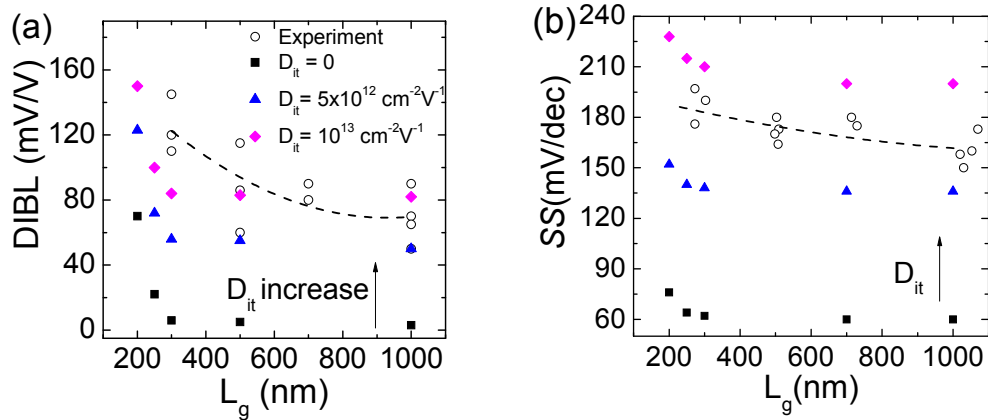 (a)
DIBL (mV/V)
160
120
80
40
0
Experiment
D_it = 0
D_it = 5x10^12 cm^-2V^-1
D_it = 10^13 cm^-2V^-1
D_it increase
200 400 600 800 1000
L_g (nm)
(b)
SS(mV/dec)
240
210
180
150
120
90
60
D_it
200 400 600 800 1000
L_g (nm)